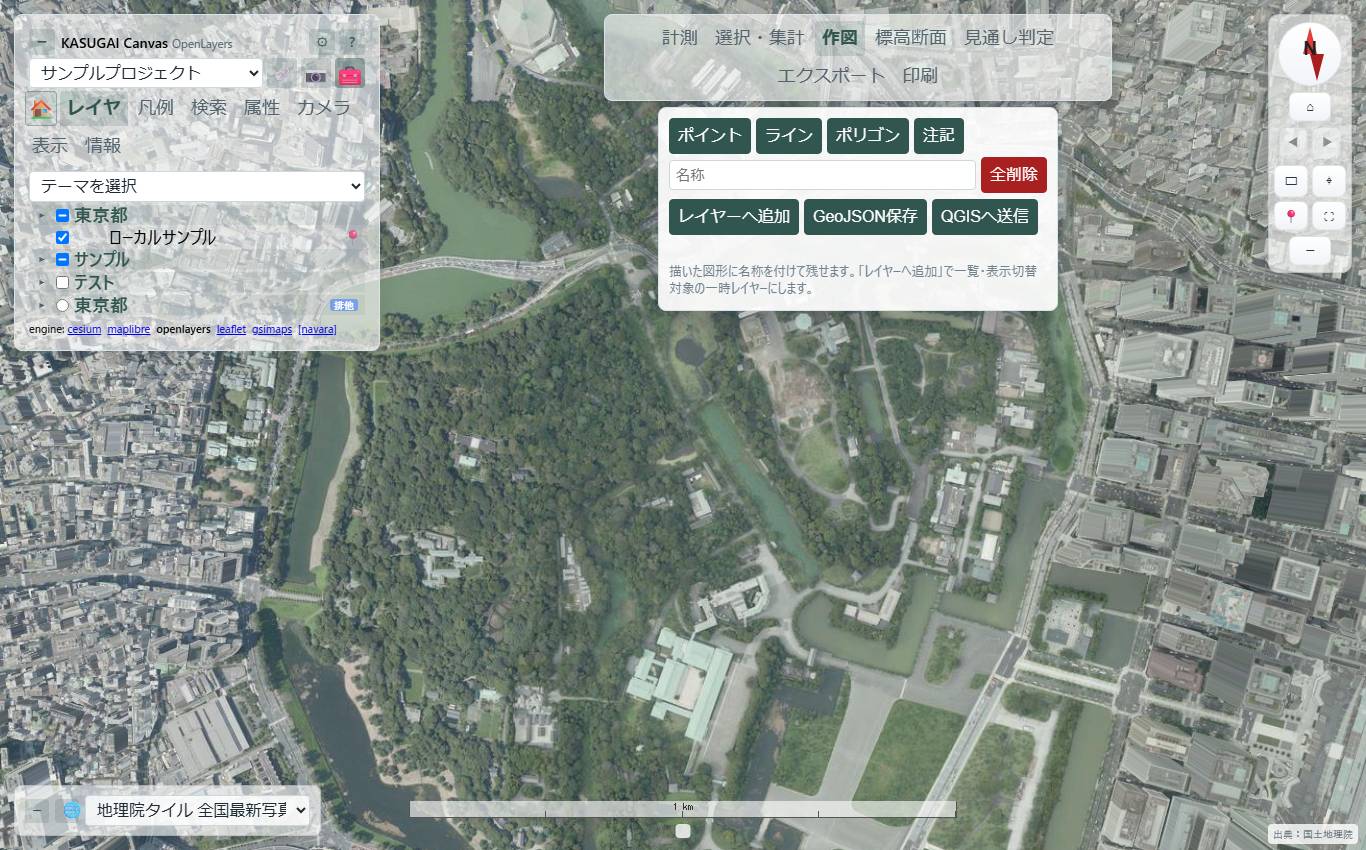 KASUGAI Canvas OpenLayers
?
サンプルプロジェクト
レイヤ 凡例 検索 属性 カメラ
表示 情報
テーマを選択
東京都
ローカルサンプル
サンプル
テスト
東京都 排他
engine: cesium maplibre openlayers leaflet gsimaps [navara]
計測 選択・集計 作図 標高断面 見通し判定
エクスポート 印刷
ポイント ライン ポリゴン 注記
名称 全削除
レイヤーへ追加 GeoJSON保存 QGISへ送信
描いた図形に名称を付けて残せます。「レイヤーへ追加」で一覧・表示切替
対象の一時レイヤーにします。
N
地理院タイル 全国最新写真
1 km
出典：国土地理院